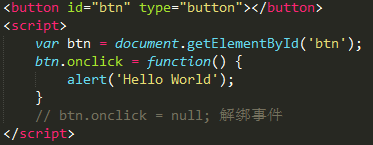 <button id="btn" type="button"></button>
<script>
    var btn = document.getElementById('btn');
    btn.onclick = function() {
        alert('Hello World');
    }
    // btn.onclick = null; 解绑事件
</script>